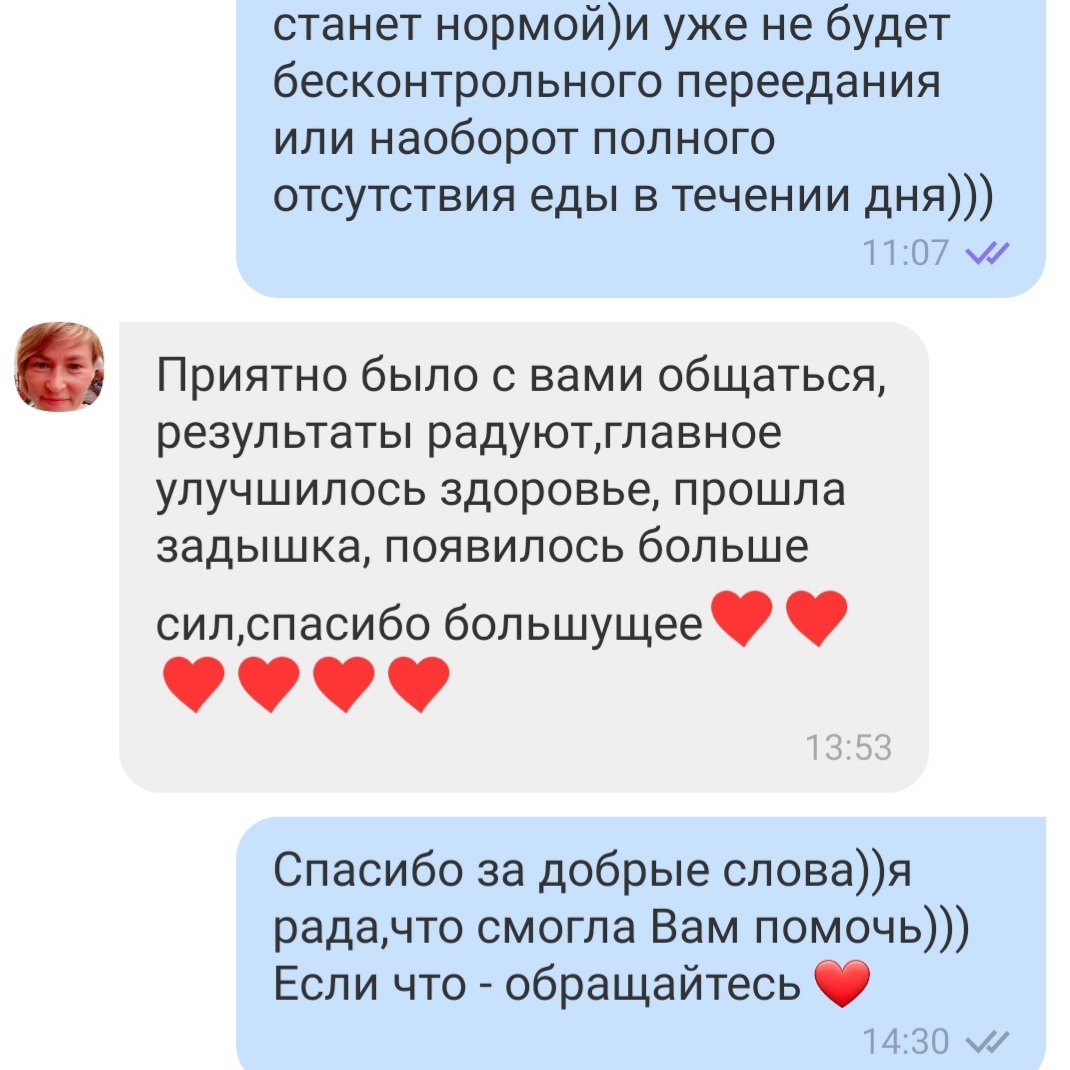 станет нормой)и уже не будет
бесконтрольного переедания
или наоборот полного
отсутствия еды в течении дня)))
11:07
Приятно было с вами общаться,
результаты радуют,главное
улучшилось здоровье, прошла
задышка, появилось больше
сил,спасибо большущее❤❤
❤❤❤❤
13:53
Спасибо за добрые слова))я
рада,что смогла Вам помочь)))
Если что - обращайтесь ❤
14:30